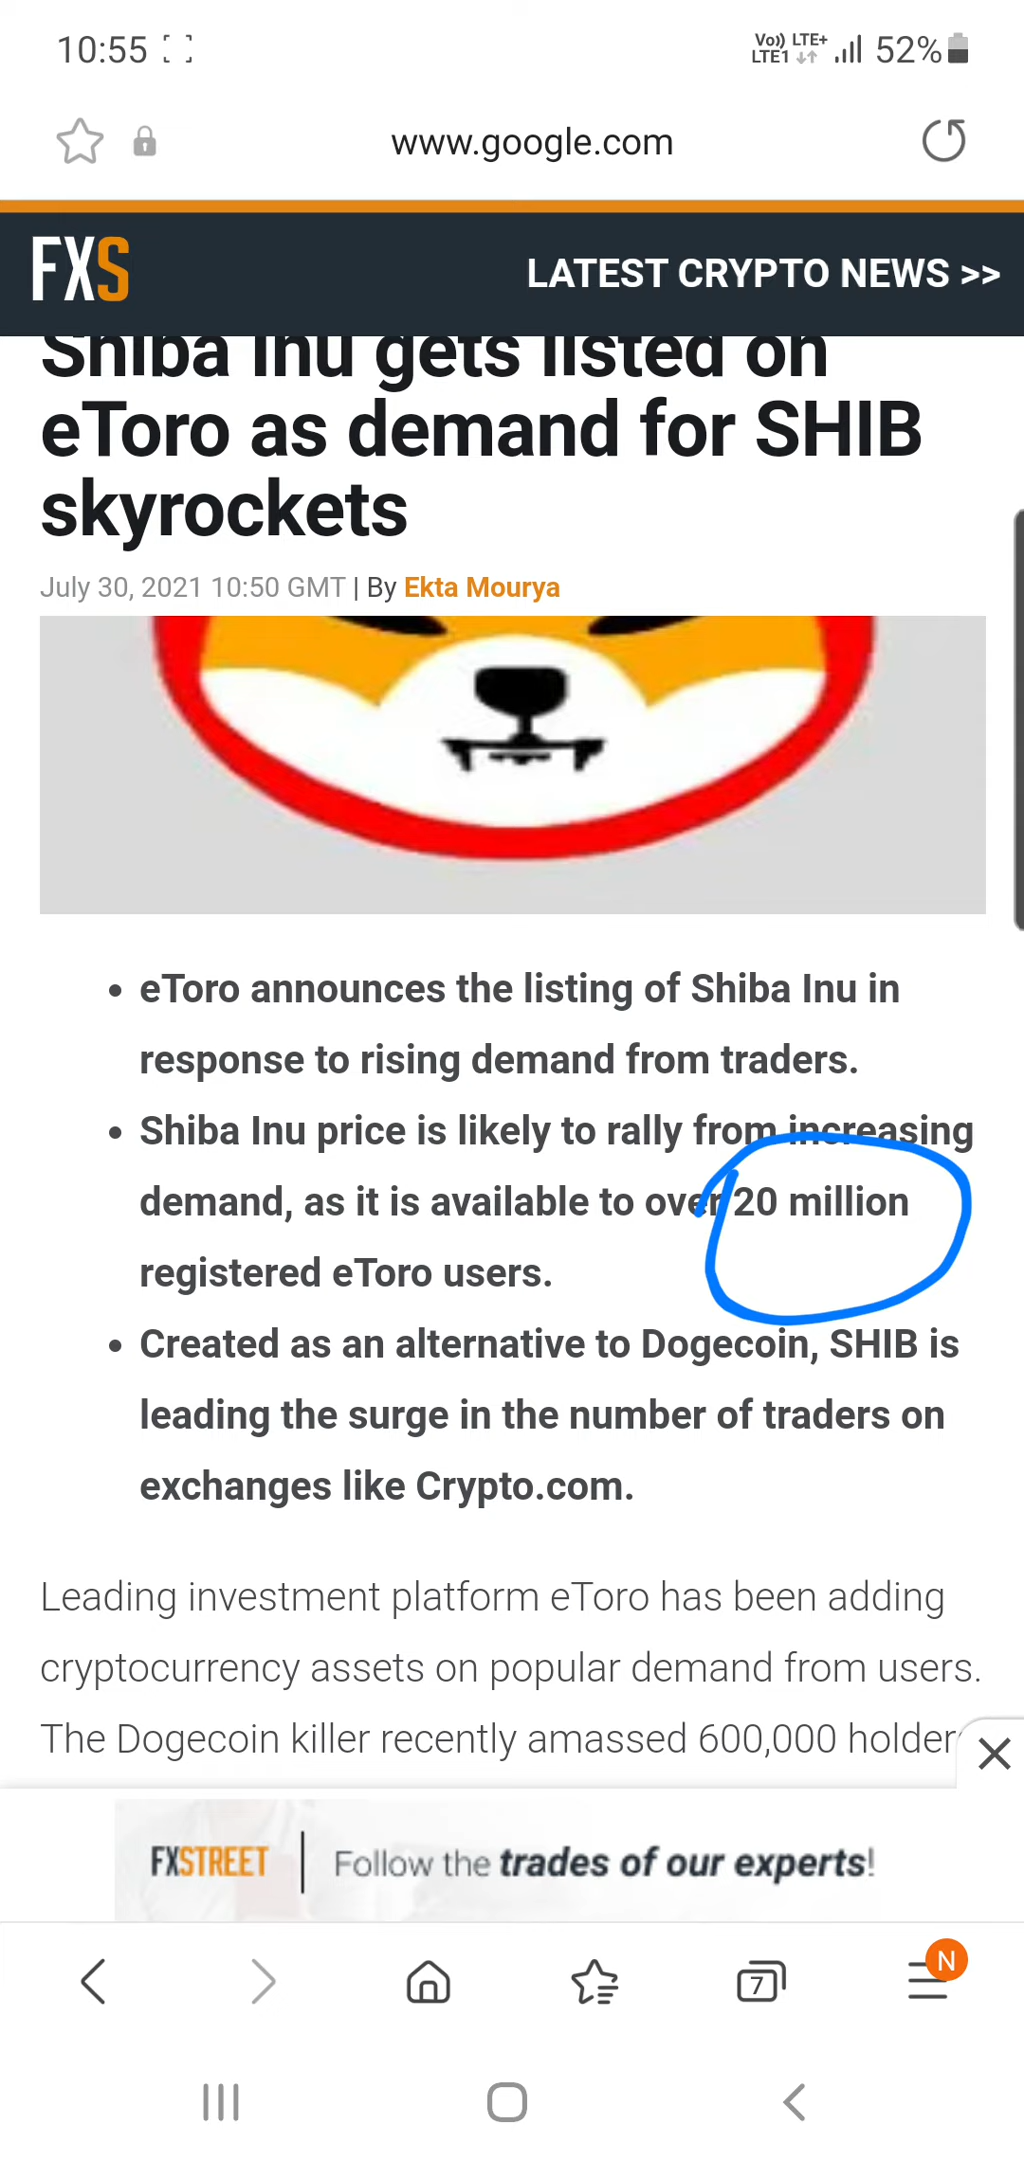 10:55
Vo)) LTE+
LTE1
52%
www.google.com
FXS
LATEST CRYPTO NEWS >>
Shiba Inu gets listed on
eToro as demand for SHIB
skyrockets
July 30, 2021 10:50 GMT | By Ekta Mourya
• eToro announces the listing of Shiba Inu in
response to rising demand from traders.
• Shiba Inu price is likely to rally from increasing
demand, as it is available to over 20 million
registered eToro users.
• Created as an alternative to Dogecoin, SHIB is
leading the surge in the number of traders on
exchanges like Crypto.com.
Leading investment platform eToro has been adding
cryptocurrency assets on popular demand from users.
The Dogecoin killer recently amassed 600,000 holder
FXSTREET | Follow the trades of our experts!
7
N